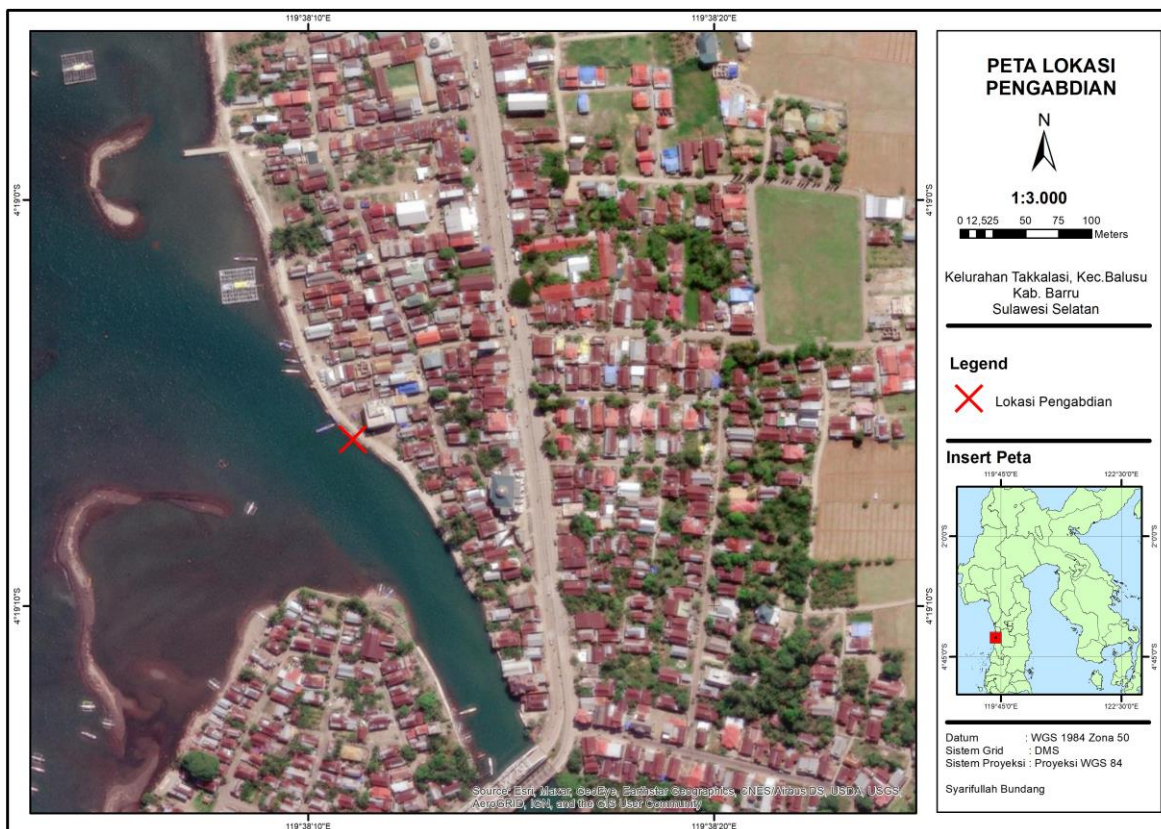 119°38'10"E
119°38'20"E
4°19'0"S
4°19'0"S
4°19'10"S
4°19'10"S
119°38'10"E
119°38'20"E
Source: Esri, Maxar, GeoEye, Earthstar Geographics, CNES/Airbus DS, USDA, USGS,
AeroGRID, IGN, and the GIS User Community
PETA LOKASI
PENGABDIAN
N
1:3.000
0 12,525 50 75 100
Meters
Kelurahan Takkalasi, Kec.Balusu
Kab. Barru
Sulawesi Selatan
Legend
Lokasi Pengabdian
Insert Peta
119°45'0"E
122°30'0"E
2°0'0"S
2°0'0"S
4°45'0"S
4°45'0"S
119°45'0"E
122°30'0"E
Datum : WGS 1984 Zona 50
Sistem Grid : DMS
Sistem Proyeksi : Proyeksi WGS 84
Syarifullah Bundang